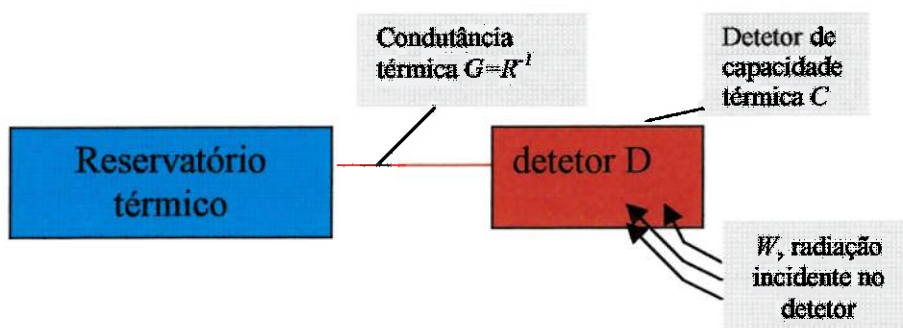 Condutância
térmica G=R⁻¹
Detetor de
capacidade
térmica C
Reservatório
térmico
detetor D
W, radiação
incidente no
detetor